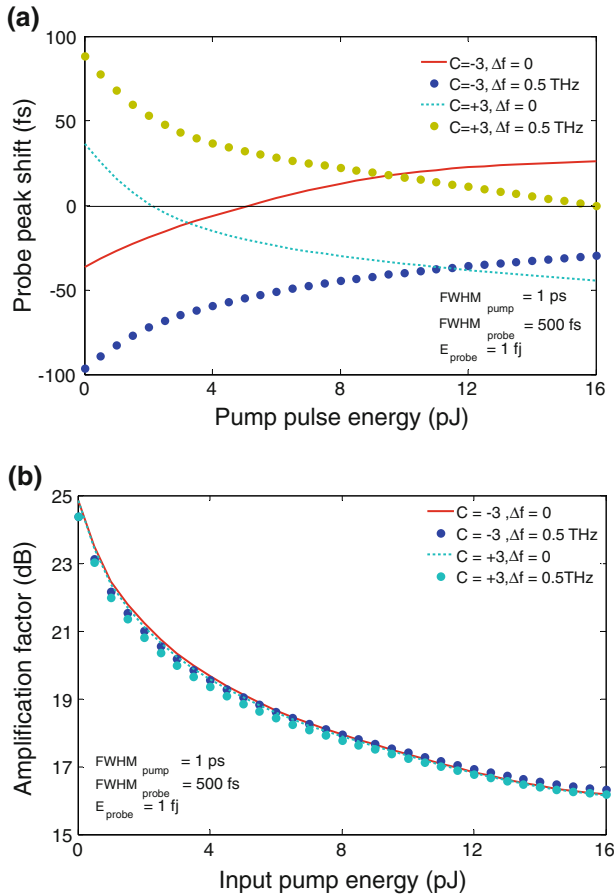 (a)
100
50
0
-50
-100
Probe peak shift (fs)
C=-3, Δf = 0
C=-3, Δf = 0.5 THz
C=+3, Δf = 0
C=+3, Δf = 0.5THz
FWHM pump = 1 ps
FWHM probe = 500 fs
E probe = 1 fj
0 4 8 12 16
Pump pulse energy (pJ)
(b)
25
23
21
19
17
15
Amplification factor (dB)
C = -3 ,Δf = 0
C = -3 ,Δf = 0.5 THz
C = +3,Δf = 0
C = +3,Δf = 0.5THz
FWHM pump = 1 ps
FWHM probe = 500 fs
E probe = 1 fj
0 4 8 12 16
Input pump energy (pJ)